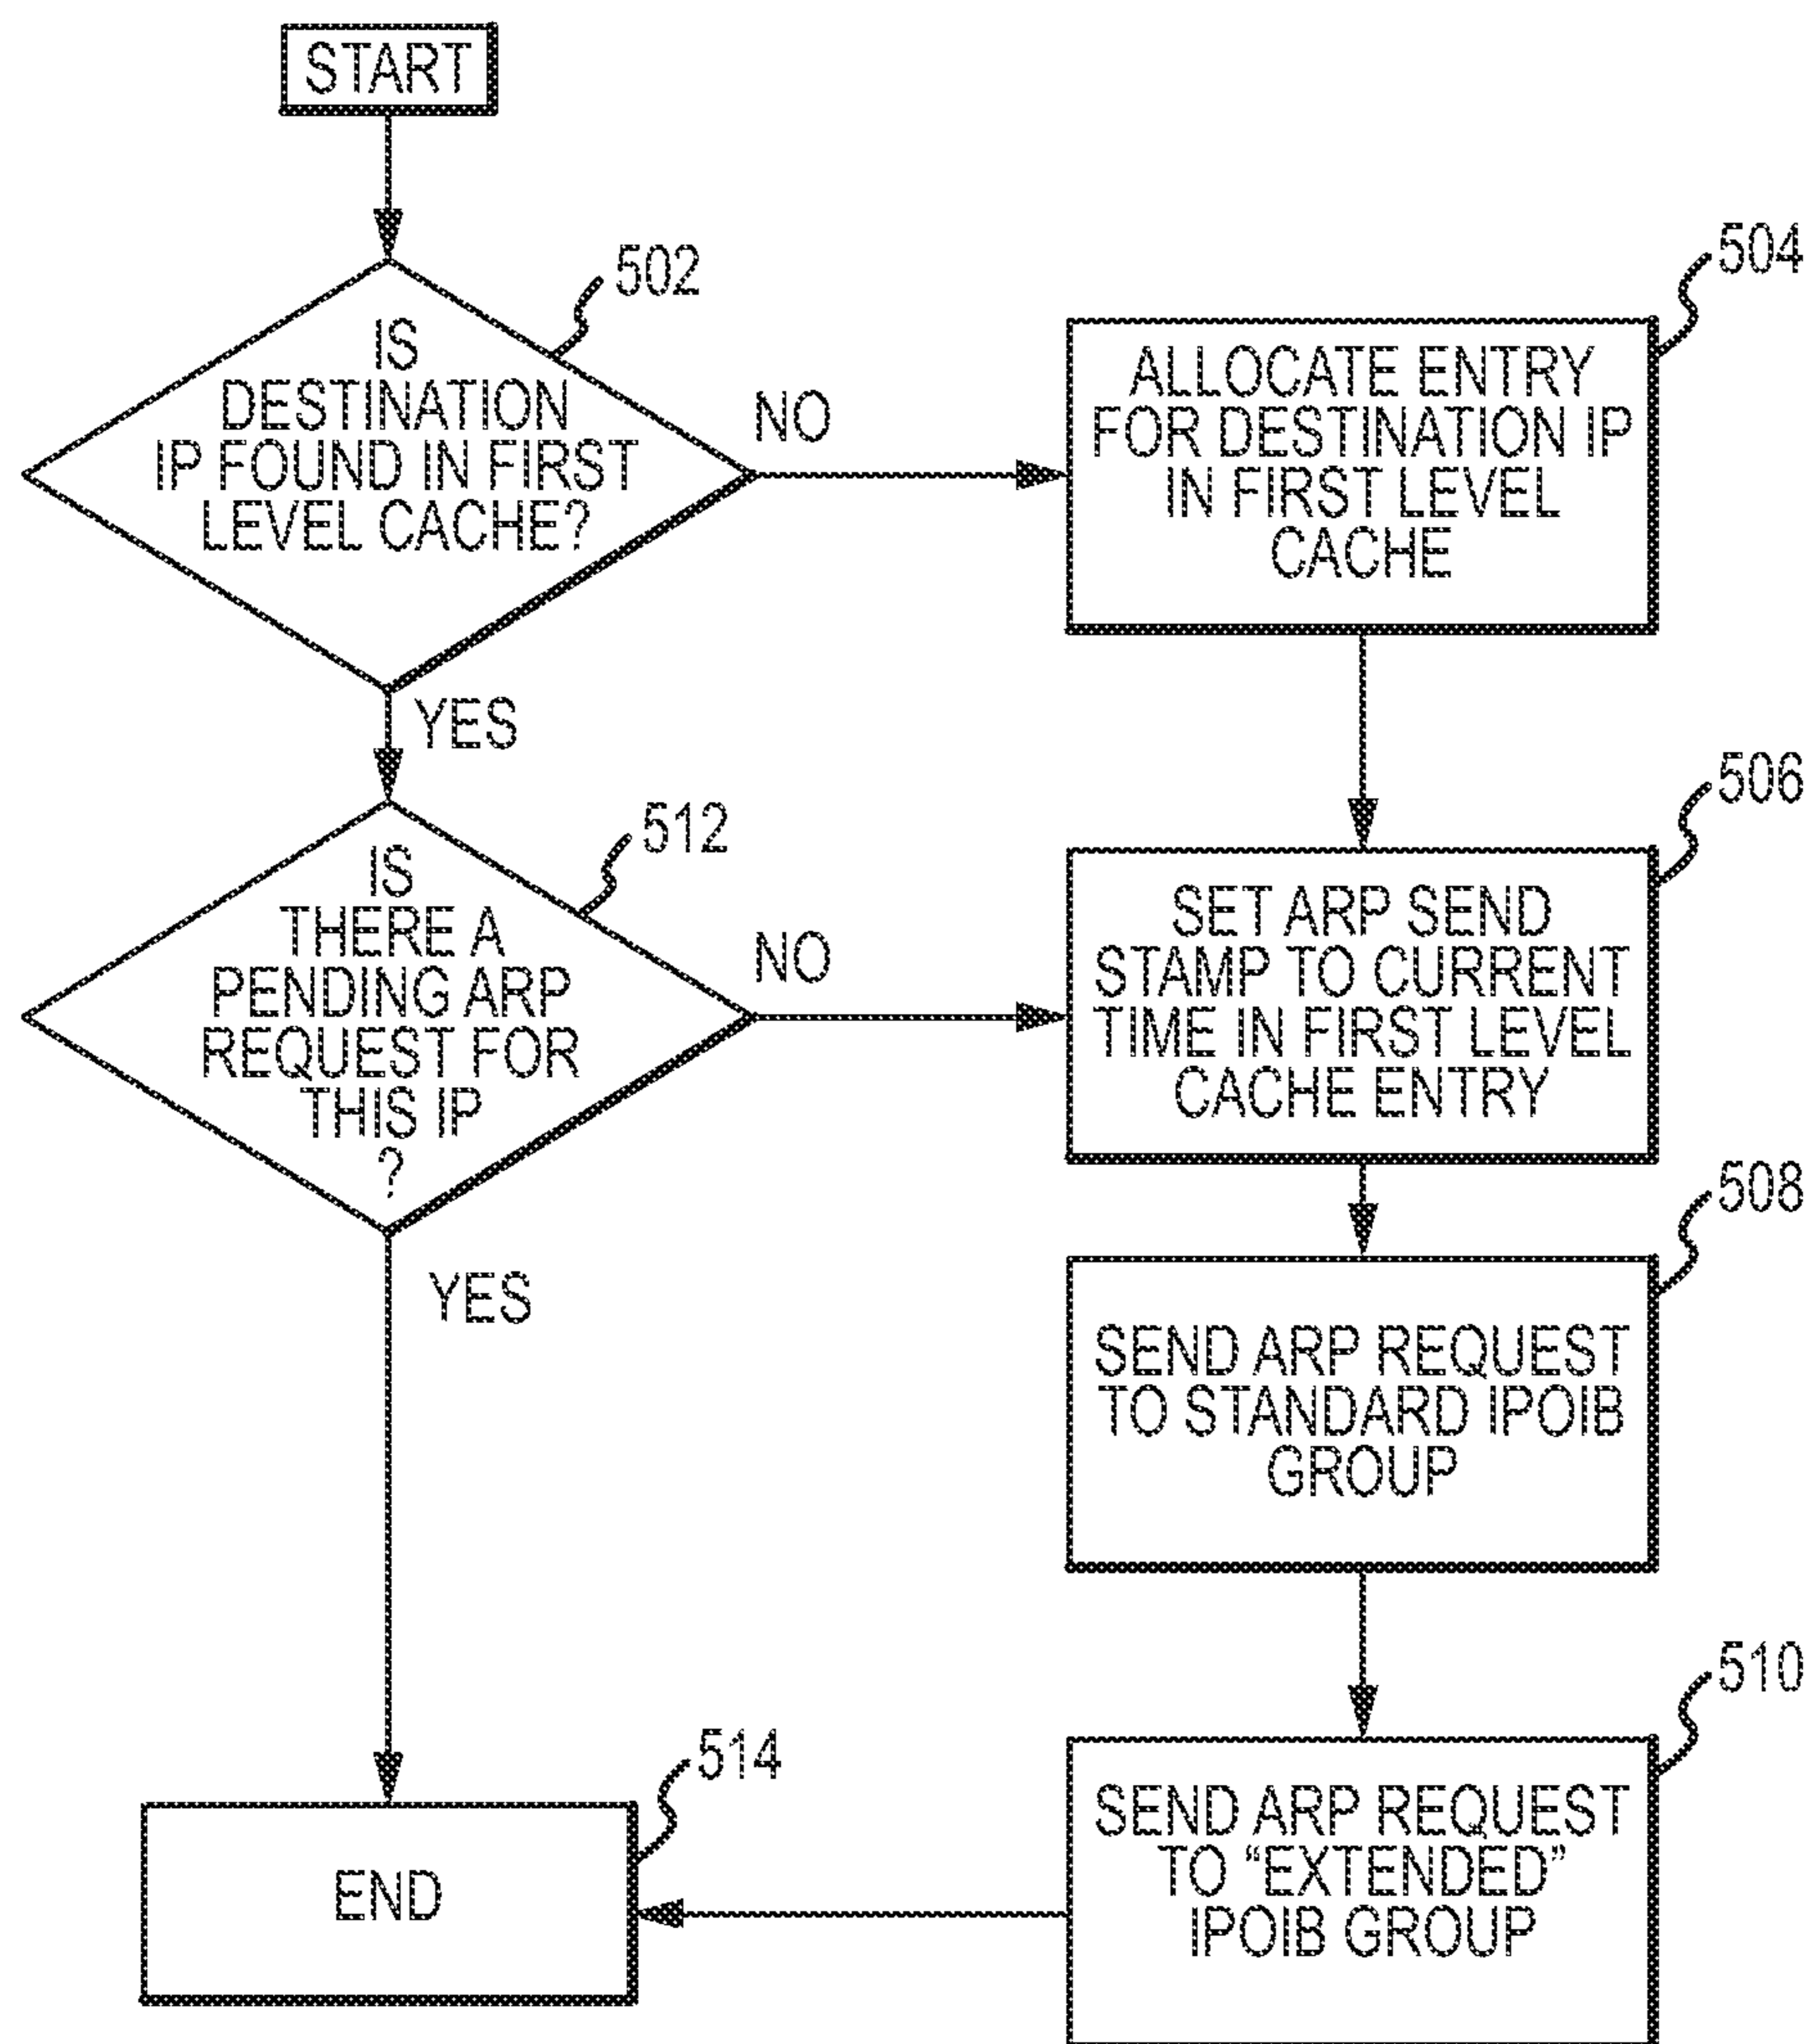 START
502
IS
DESTINATION
IP FOUND IN FIRST
LEVEL CACHE?
NO
YES
504
ALLOCATE ENTRY
FOR DESTINATION IP
IN FIRST LEVEL
CACHE
512
IS
THERE A
PENDING ARP
REQUEST FOR
THIS IP
?
NO
YES
506
SET ARP SEND
STAMP TO CURRENT
TIME IN FIRST LEVEL
CACHE ENTRY
508
SEND ARP REQUEST
TO STANDARD IPOIB
GROUP
510
SEND ARP REQUEST
TO “EXTENDED”
IPOIB GROUP
514
END